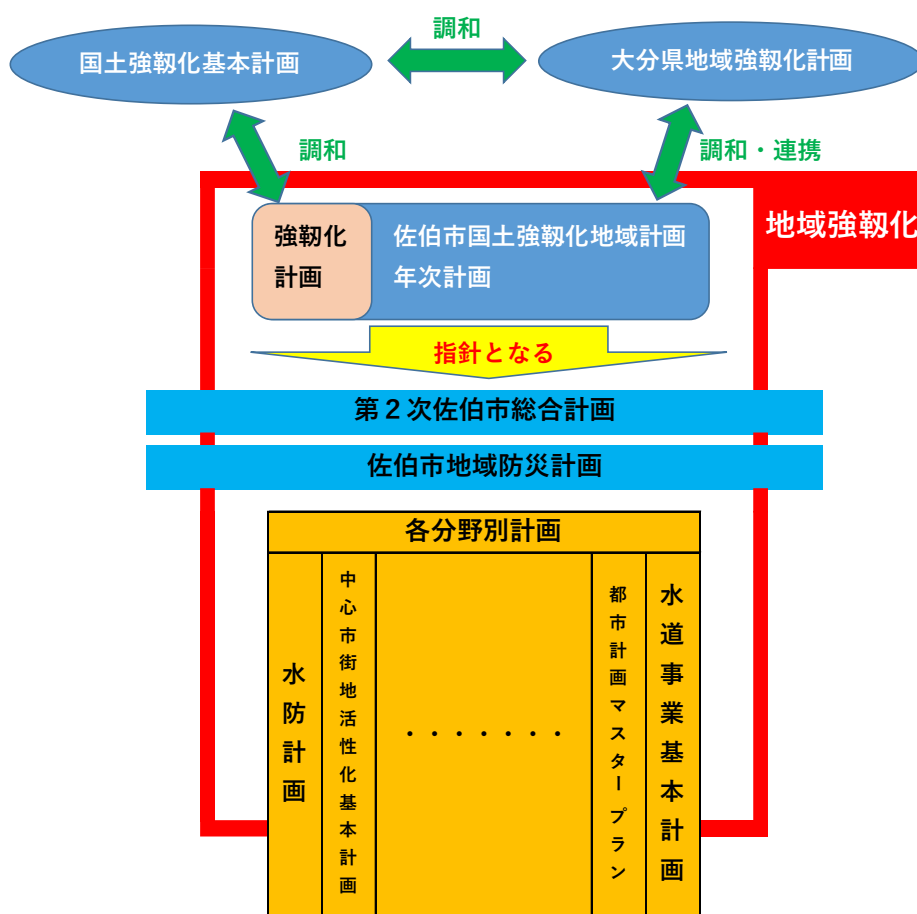 調和
国土強靱化基本計画
大分県地域強靱化計画
調和
調和・連携
地域強靱化
強靱化
計画
佐伯市国土強靱化地域計画
年次計画
指針となる
第2次佐伯市総合計画
佐伯市地域防災計画
各分野別計画
水防計画
中心市街地活性化基本計画
・・・・・・・
都市計画マスタープラン
水道事業基本計画